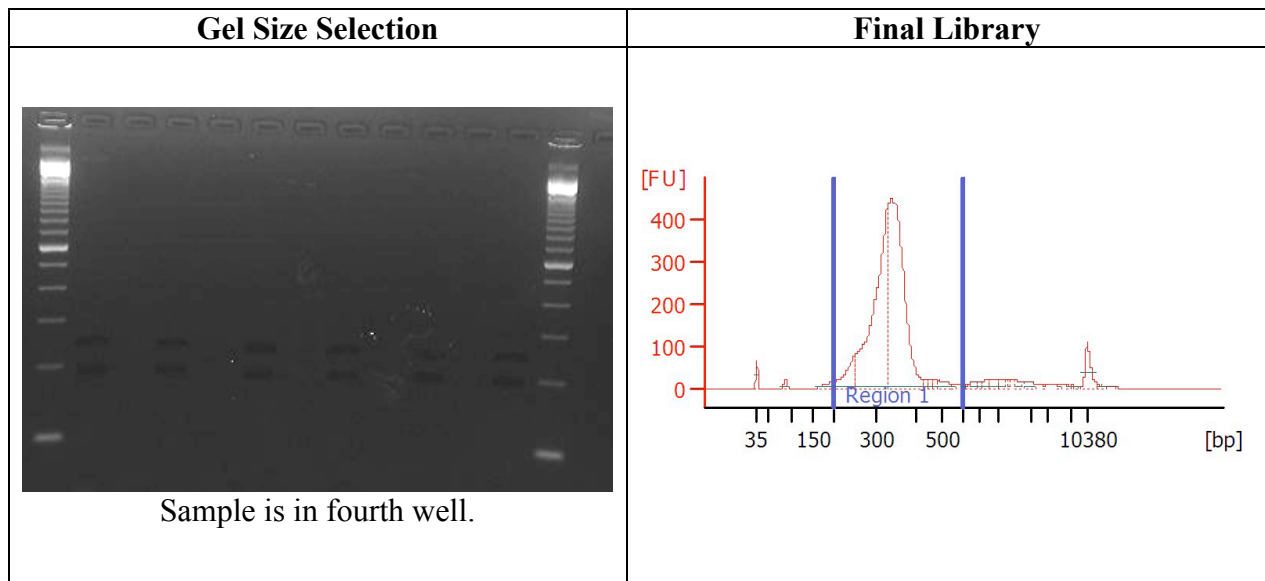 Gel Size Selection
Final Library
Sample is in fourth well.
[FU]
400
300
200
100
0
Region 1
35 150 300 500 10380 [bp]